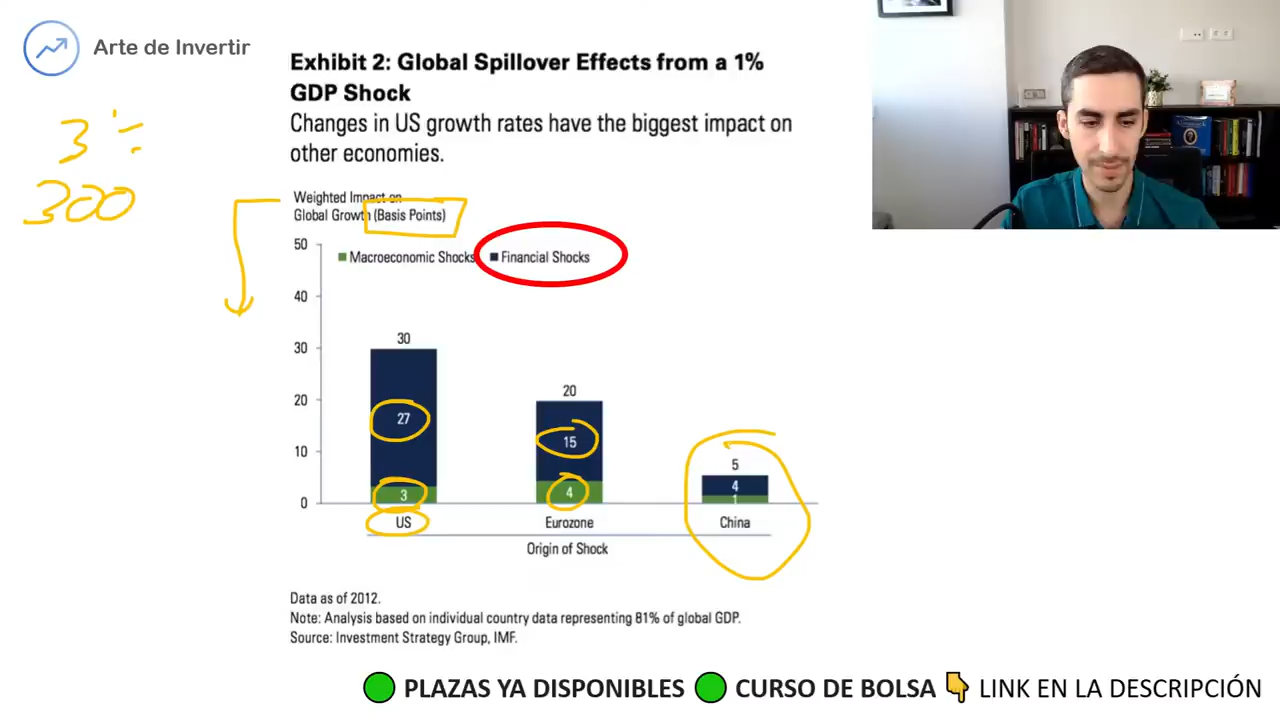 Arte de Invertir
3 %
300
Exhibit 2: Global Spillover Effects from a 1%
GDP Shock
Changes in US growth rates have the biggest impact on
other economies.
Weighted Impact on
Global Growth (Basis Points)
50
40
30
20
10
0
Macroeconomic Shocks
Financial Shocks
30
27
3
20
15
4
5
4
1
US
Eurozone
China
Origin of Shock
Data as of 2012.
Note: Analysis based on individual country data representing 81% of global GDP.
Source: Investment Strategy Group, IMF.
PLAZAS YA DISPONIBLES CURSO DE BOLSA LINK EN LA DESCRIPCIÓN